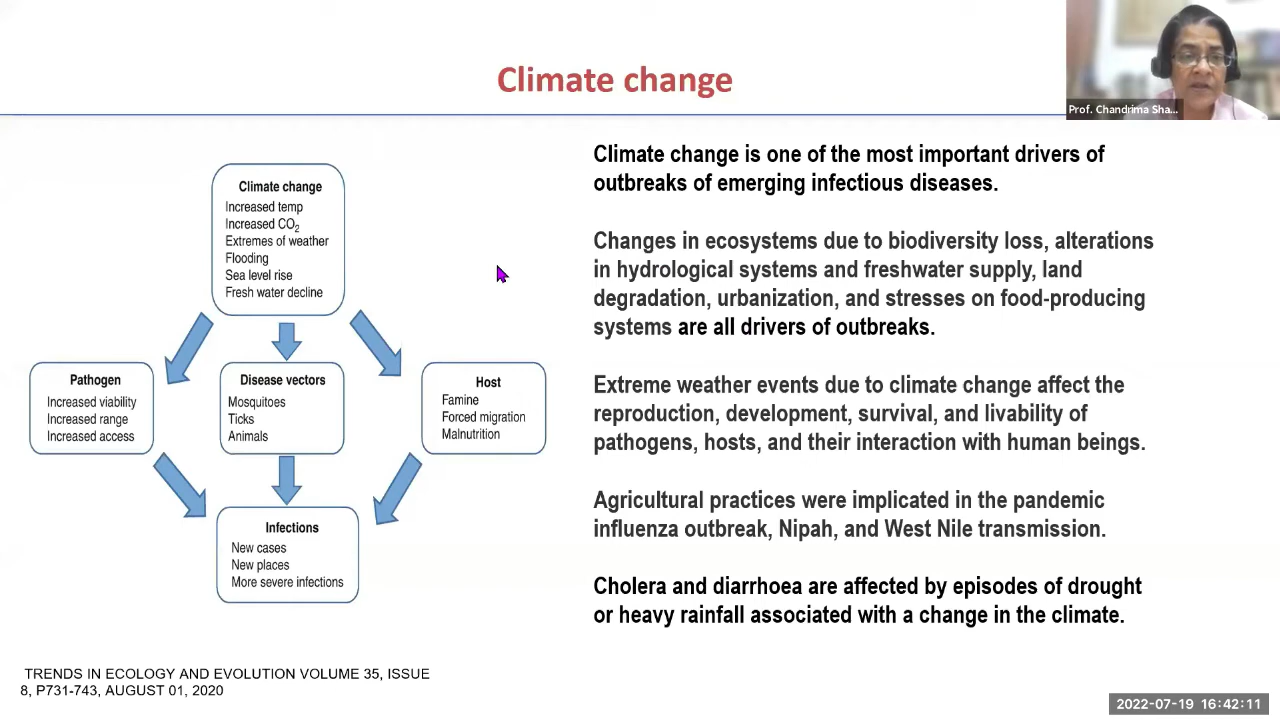 Climate change
Prof. Chandrima Sha...
Climate change
Increased temp
Increased CO2
Extremes of weather
Flooding
Sea level rise
Fresh water decline
Pathogen
Increased viability
Increased range
Increased access
Disease vectors
Mosquitoes
Ticks
Animals
Host
Famine
Forced migration
Malnutrition
Infections
New cases
New places
More severe infections
Climate change is one of the most important drivers of
outbreaks of emerging infectious diseases.
Changes in ecosystems due to biodiversity loss, alterations
in hydrological systems and freshwater supply, land
degradation, urbanization, and stresses on food-producing
systems are all drivers of outbreaks.
Extreme weather events due to climate change affect the
reproduction, development, survival, and livability of
pathogens, hosts, and their interaction with human beings.
Agricultural practices were implicated in the pandemic
influenza outbreak, Nipah, and West Nile transmission.
Cholera and diarrhoea are affected by episodes of drought
or heavy rainfall associated with a change in the climate.
TRENDS IN ECOLOGY AND EVOLUTION VOLUME 35, ISSUE
8, P731-743, AUGUST 01, 2020
2022-07-19 16:42:11